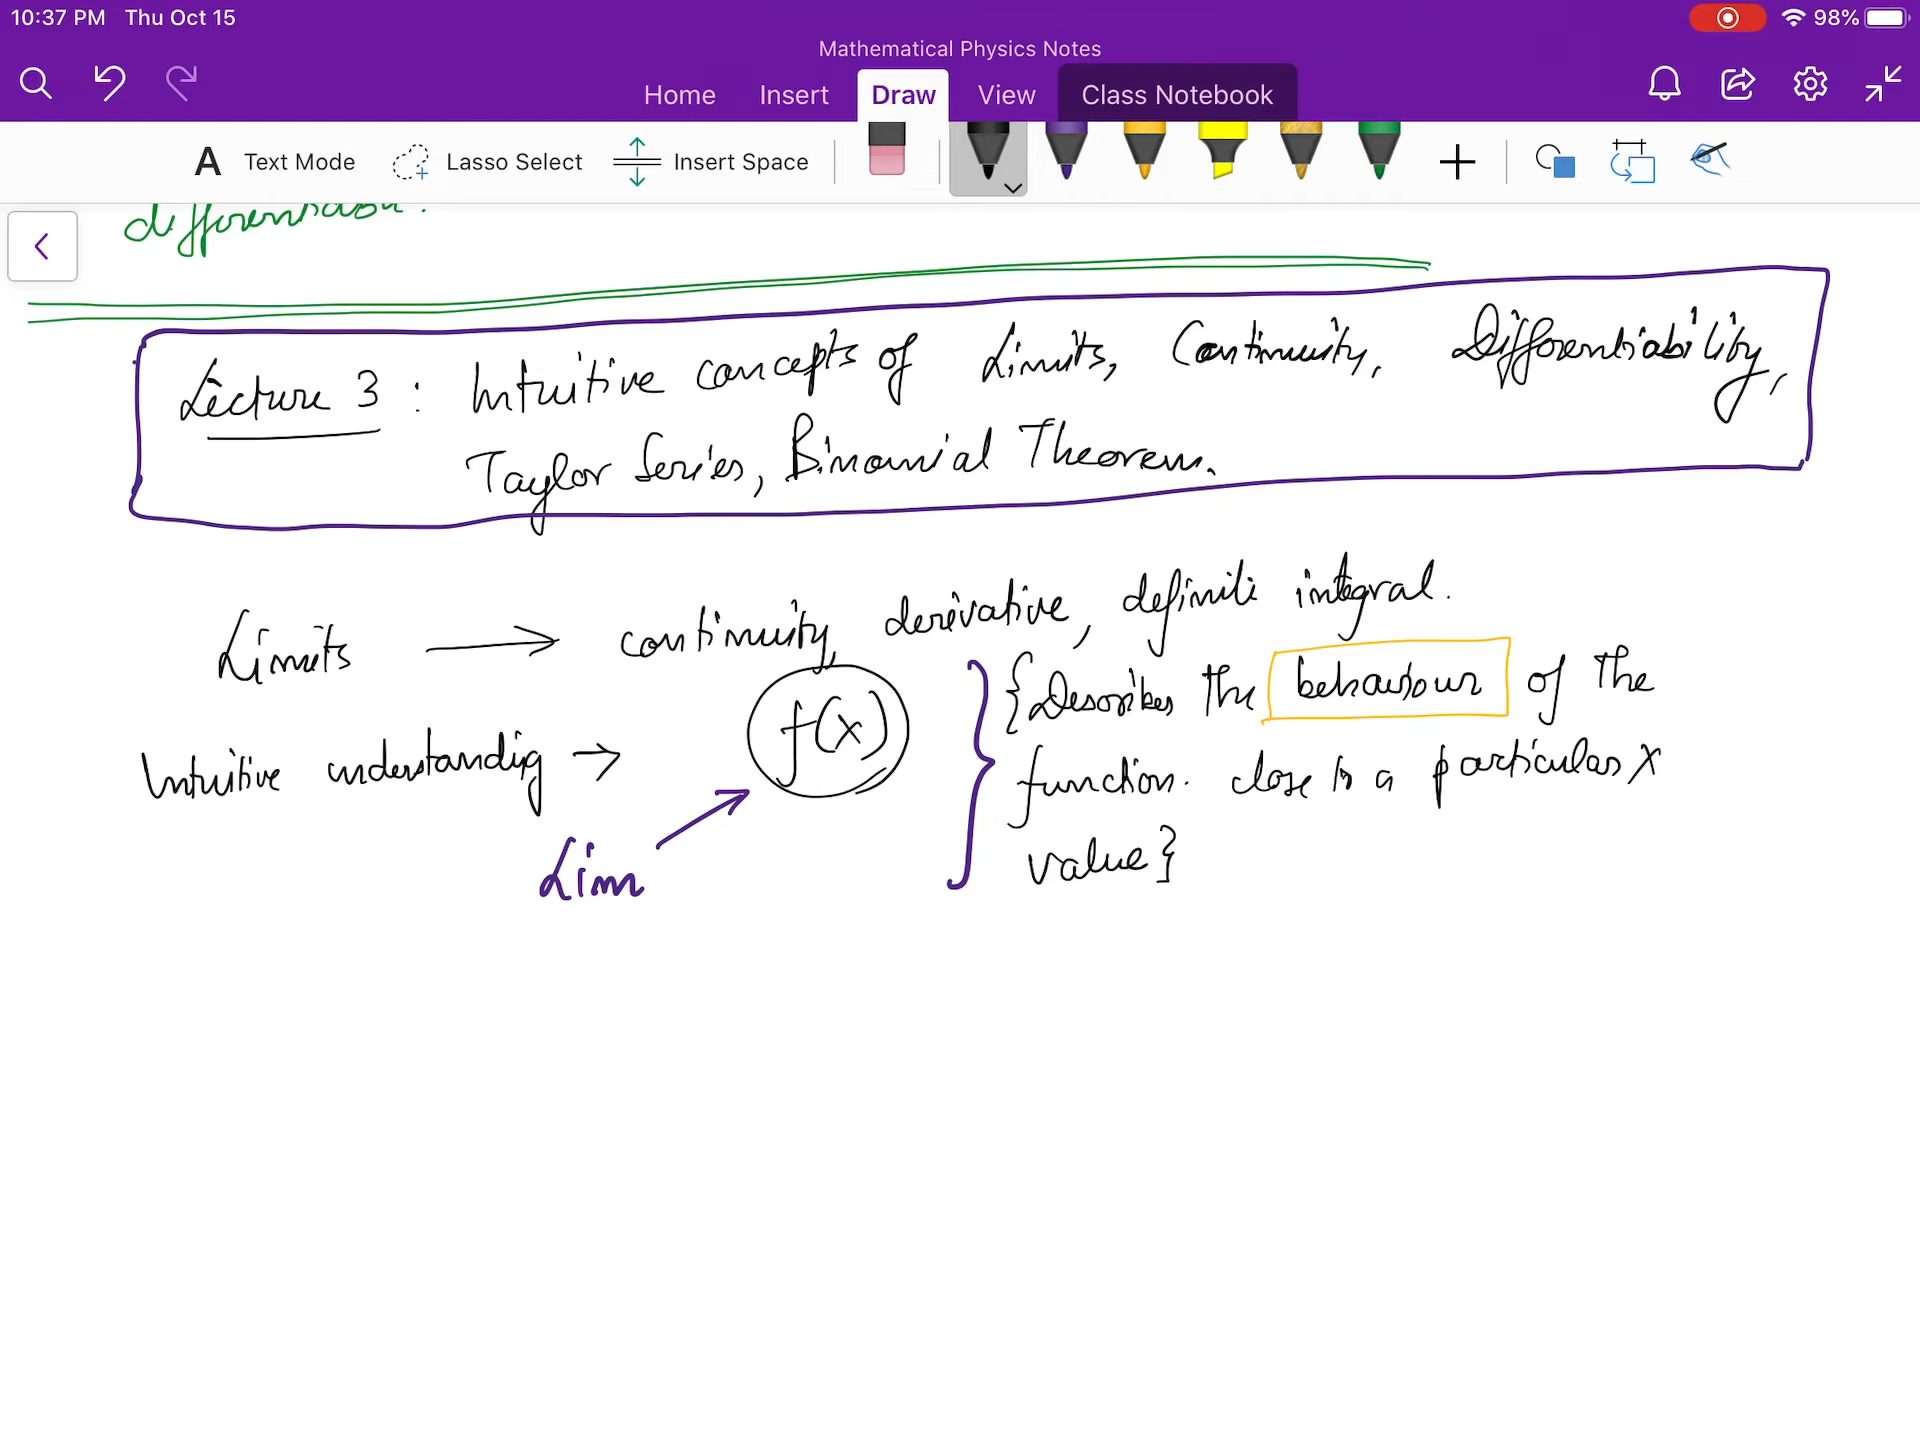 10:37 PM Thu Oct 15 98%
Mathematical Physics Notes
Home Insert Draw View Class Notebook
A Text Mode Lasso Select Insert Space
differentiation.
Lecture 3 : Intuitive concepts of Limits, Continuity, Differentiability,
Taylor Series, Binomial Theorem.
Limits → continuity, derivative, definite integral.
Intuitive understanding → f(x) {Describes the behaviour of the
function. close to a particular x
value}
Lim